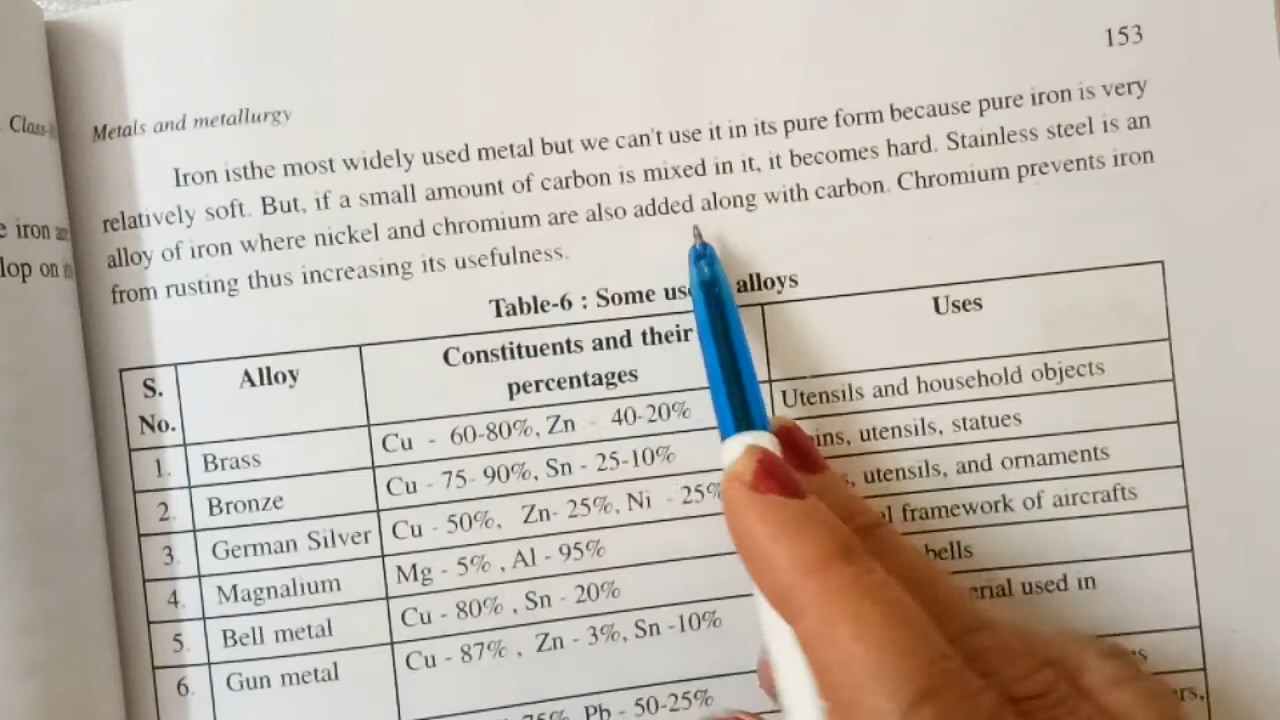 153
Class-
Metals and metallurgy
Iron isthe most widely used metal but we can't use it in its pure form because pure iron is very
relatively soft. But, if a small amount of carbon is mixed in it, it becomes hard. Stainless steel is an
alloy of iron where nickel and chromium are also added along with carbon. Chromium prevents iron
from rusting thus increasing its usefulness.
e iron
lop on
Table-6 : Some alloys
S. No. Alloy Constituents and their percentages Uses
1. Brass Cu - 60-80%, Zn - 40-20% Utensils and household objects
2. Bronze Cu - 75- 90%, Sn - 25-10% utensils, statues
3. German Silver Cu - 50%, Zn- 25%, Ni - 25% utensils, and ornaments
4. Magnalium Mg - 5% , Al - 95% framework of aircrafts
5. Bell metal Cu - 80% , Sn - 20% bells
6. Gun metal Cu - 87% , Zn - 3%, Sn -10% used in
Pb - 50-25%